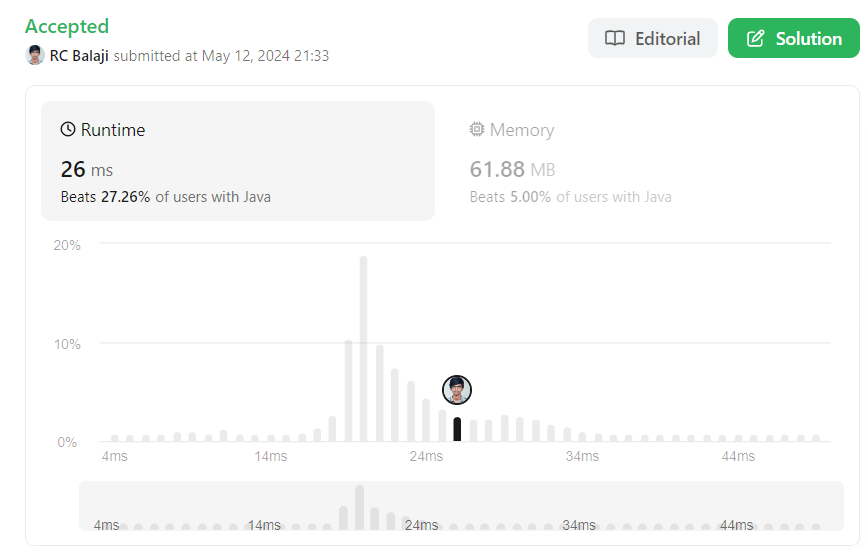 Accepted
RC Balaji submitted at May 12, 2024 21:33
Editorial
Solution
Runtime
26 ms
Beats 27.26% of users with Java
Memory
61.88 MB
Beats 5.00% of users with Java
20%
10%
0%
4ms 14ms 24ms 34ms 44ms
4ms 14ms 24ms 34ms 44ms